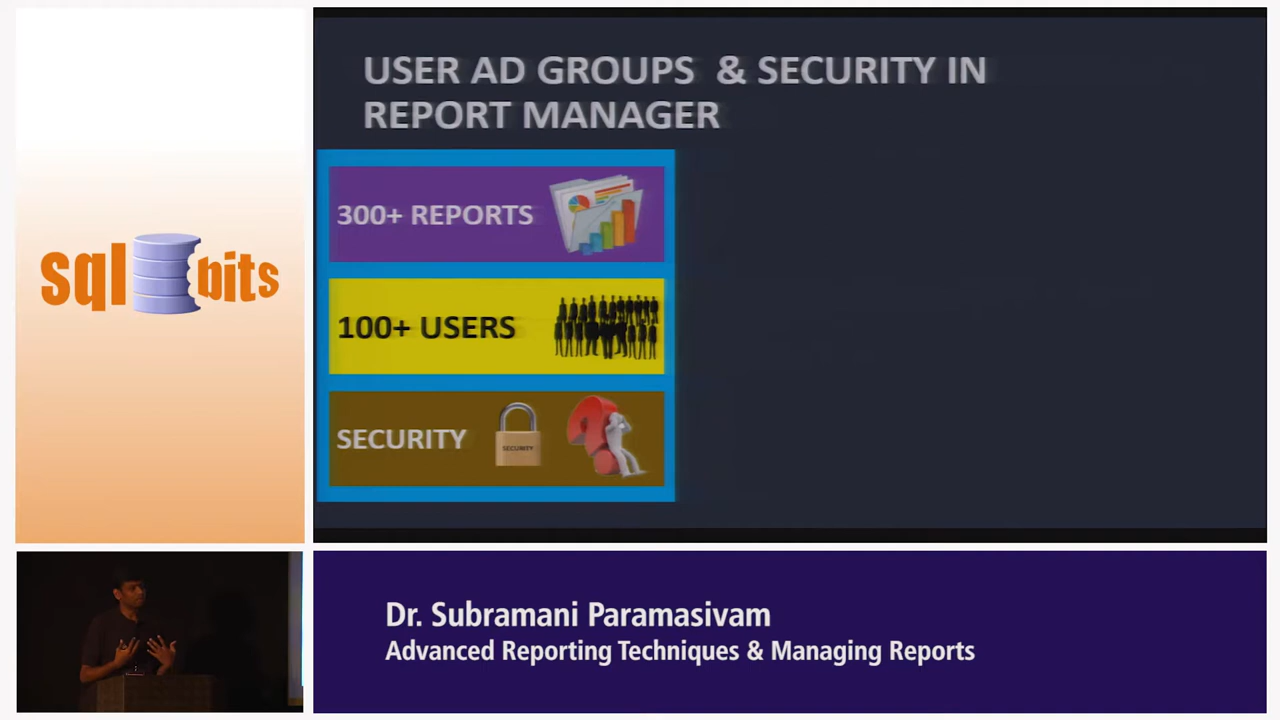 USER AD GROUPS & SECURITY IN
REPORT MANAGER
300+ REPORTS
100+ USERS
SECURITY
SECURITY
sql bits
Dr. Subramani Paramasivam
Advanced Reporting Techniques & Managing Reports